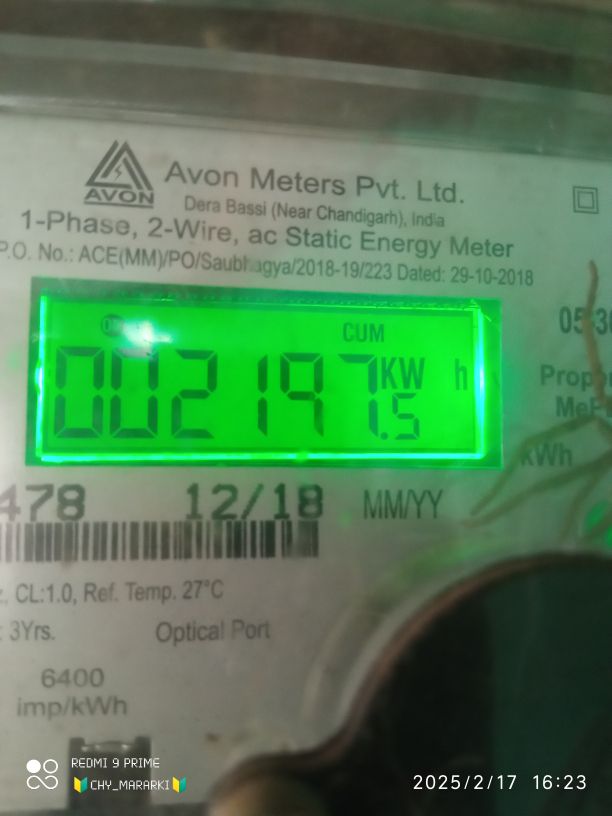 AVON
Avon Meters Pvt. Ltd.
Dera Bassi (Near Chandigarh), India
1-Phase, 2-Wire, ac Static Energy Meter
P.O. No.: ACE(MM)/PO/Saubhagya/2018-19/223 Dated: 29-10-2018
CUM
002197.5 KW h
kWh
478 12/18 MM/YY
CL:1.0, Ref. Temp. 27°C
3Yrs. Optical Port
6400
imp/kWh
REDMI 9 PRIME
CHY_MARARKI
2025/2/17 16:23